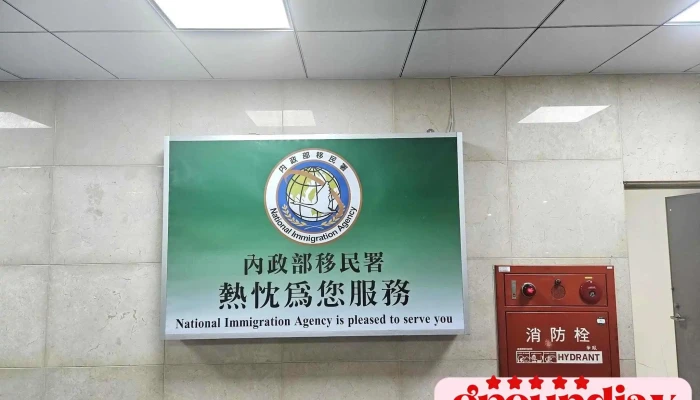 內政部移民署
National Immigration Agency
內政部移民署
熱忱為您服務
National Immigration Agency is pleased to serve you
消防栓
HYDRANT